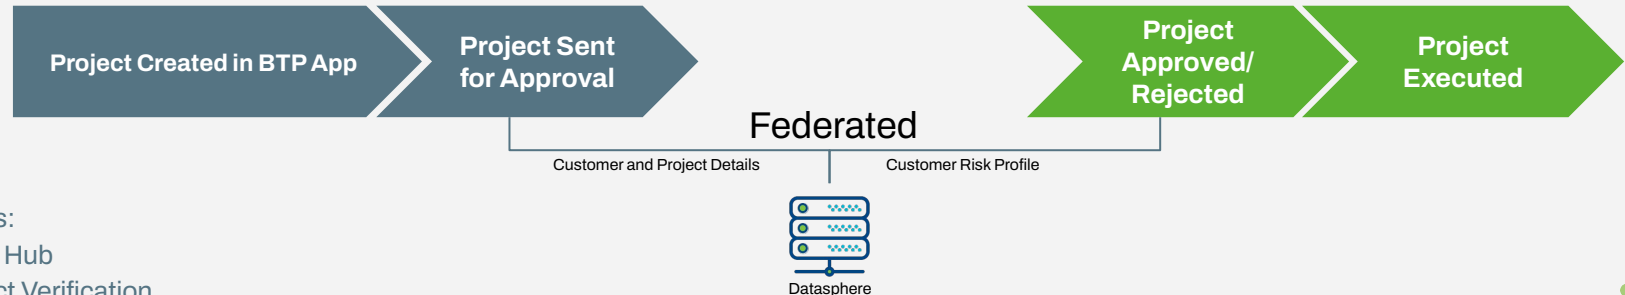 Project Created in BTP App
Project Sent
for Approval
Project
Approved/
Rejected
Project
Executed
Federated
Customer and Project Details
Customer Risk Profile
s:
Hub
ct Verification
Datasphere